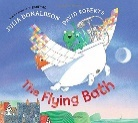 JULIA DONALDSON
DAVID ROBERTS
The Flying Bath